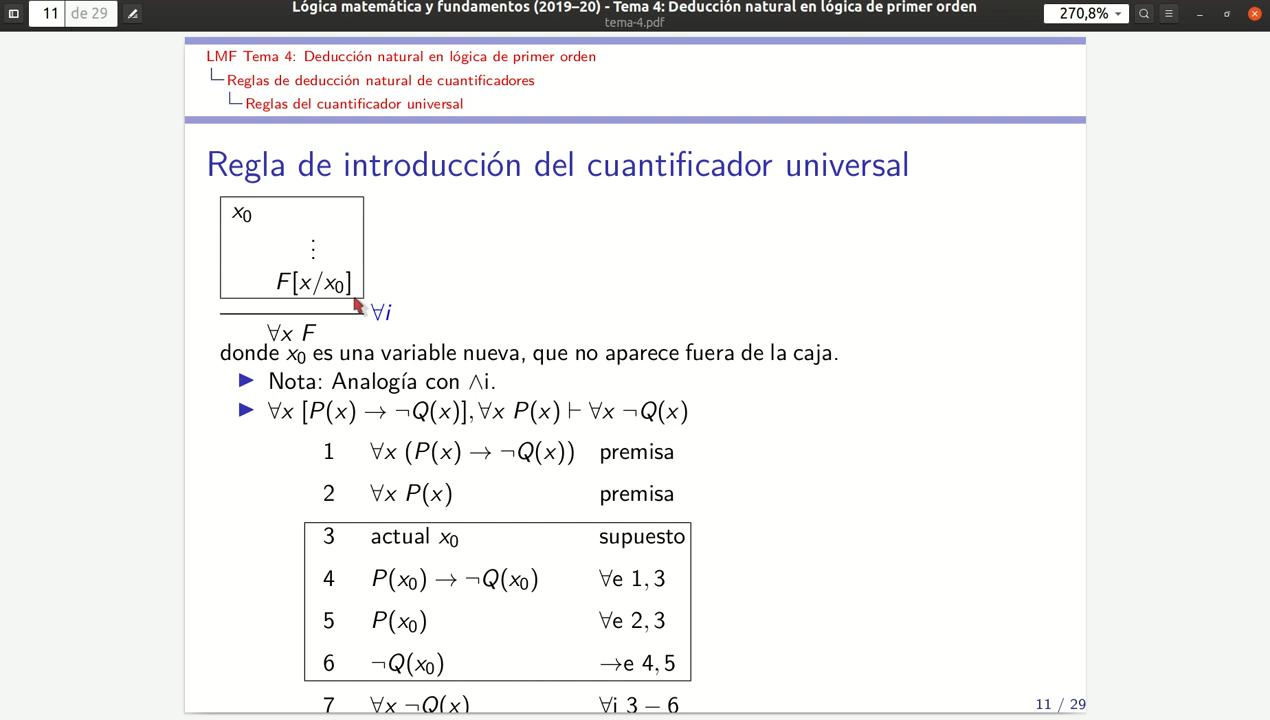 Lógica matemática y fundamentos (2019–20) - Tema 4: Deducción natural en lógica de primer orden
tema-4.pdf
11 de 29
270,8%
LMF Tema 4: Deducción natural en lógica de primer orden
Reglas de deducción natural de cuantificadores
Reglas del cuantificador universal
Regla de introducción del cuantificador universal
x₀
⋮
F[x/x₀]
∀i
∀x F
donde x₀ es una variable nueva, que no aparece fuera de la caja.
▶ Nota: Analogía con ∧i.
▶ ∀x [P(x) → ¬Q(x)], ∀x P(x) ⊢ ∀x ¬Q(x)
1 ∀x (P(x) → ¬Q(x)) premisa
2 ∀x P(x) premisa
3 actual x₀ supuesto
4 P(x₀) → ¬Q(x₀) ∀e 1, 3
5 P(x₀) ∀e 2, 3
6 ¬Q(x₀) →e 4, 5
7 ∀x ¬Q(x) ∀i 3 − 6
11 / 29